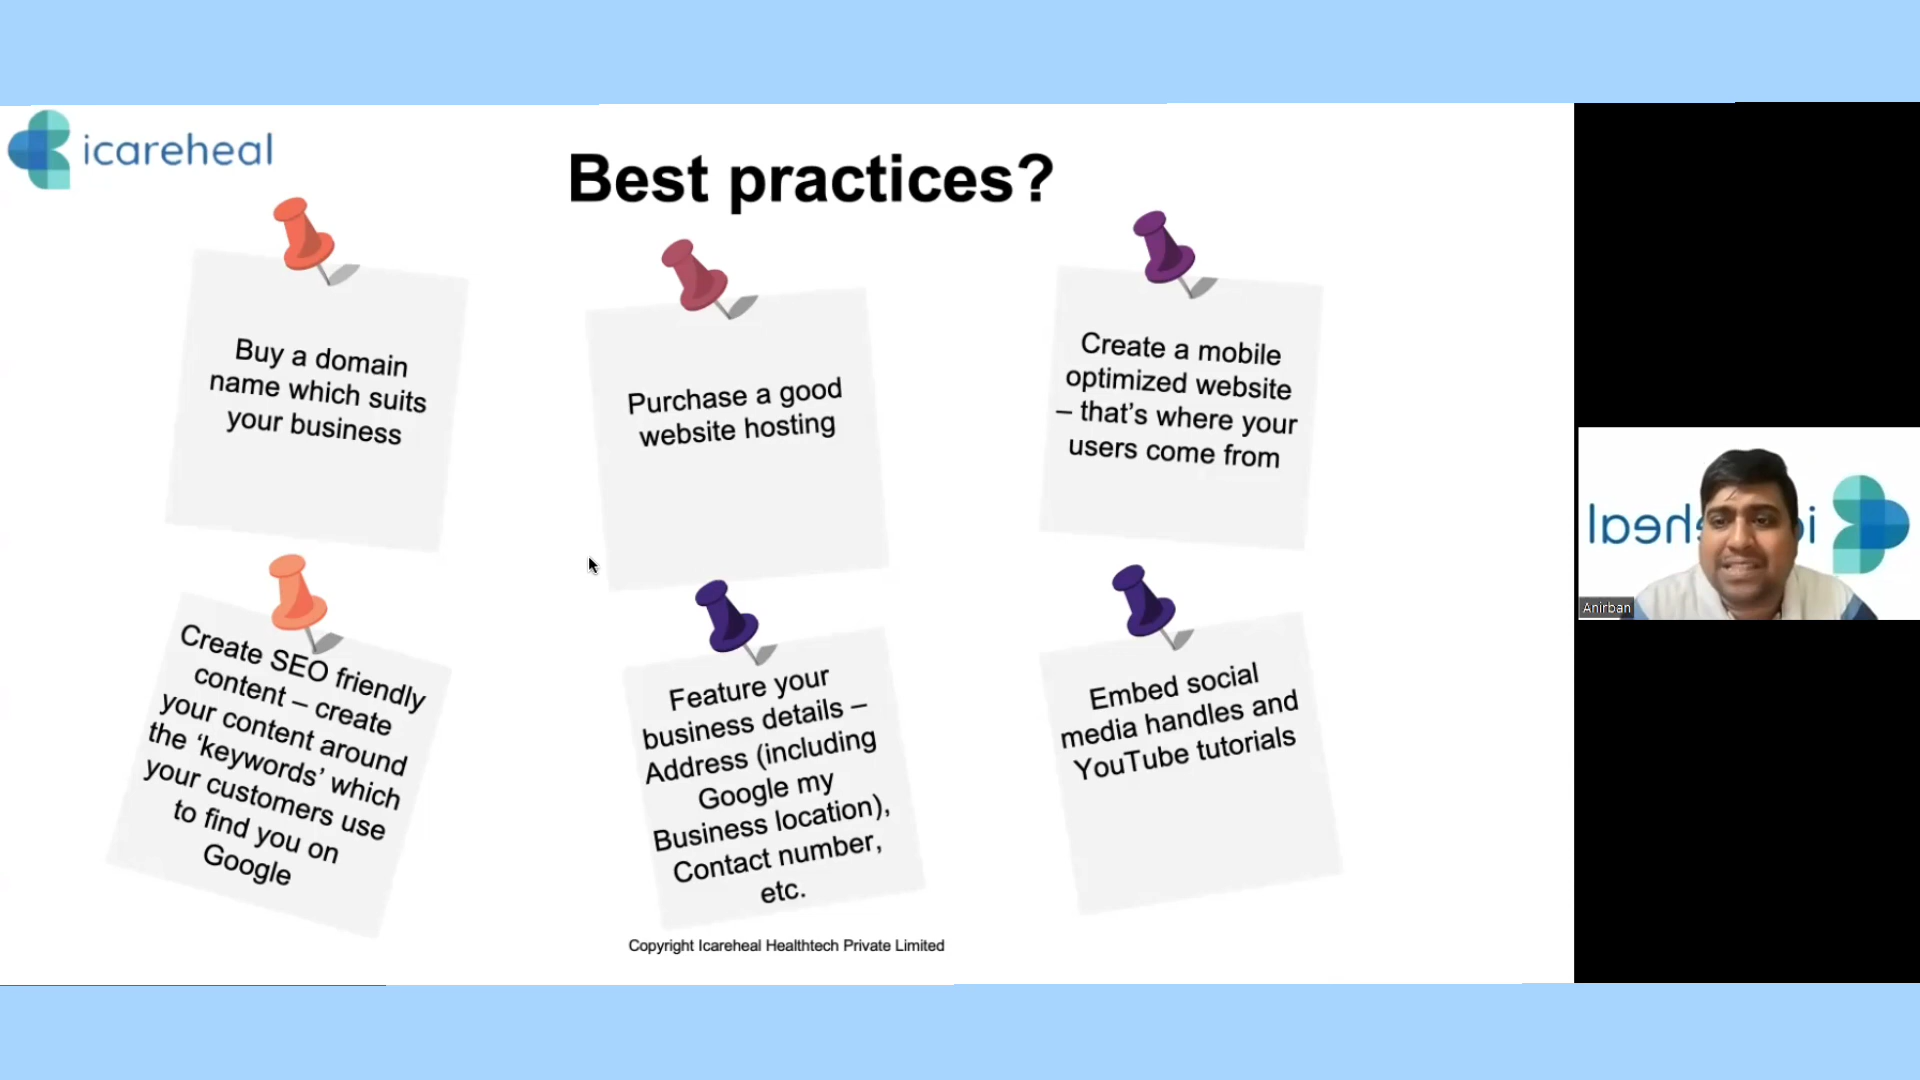 icareheal
Best practices?
Buy a domain
name which suits
your business
Purchase a good
website hosting
Create a mobile
optimized website
– that’s where your
users come from
Create SEO friendly
content – create
your content around
the ‘keywords’ which
your customers use
to find you on
Google
Feature your
business details –
Address (including
Google my
Business location),
Contact number,
etc.
Embed social
media handles and
YouTube tutorials
Copyright Icareheal Healthtech Private Limited
Anirban